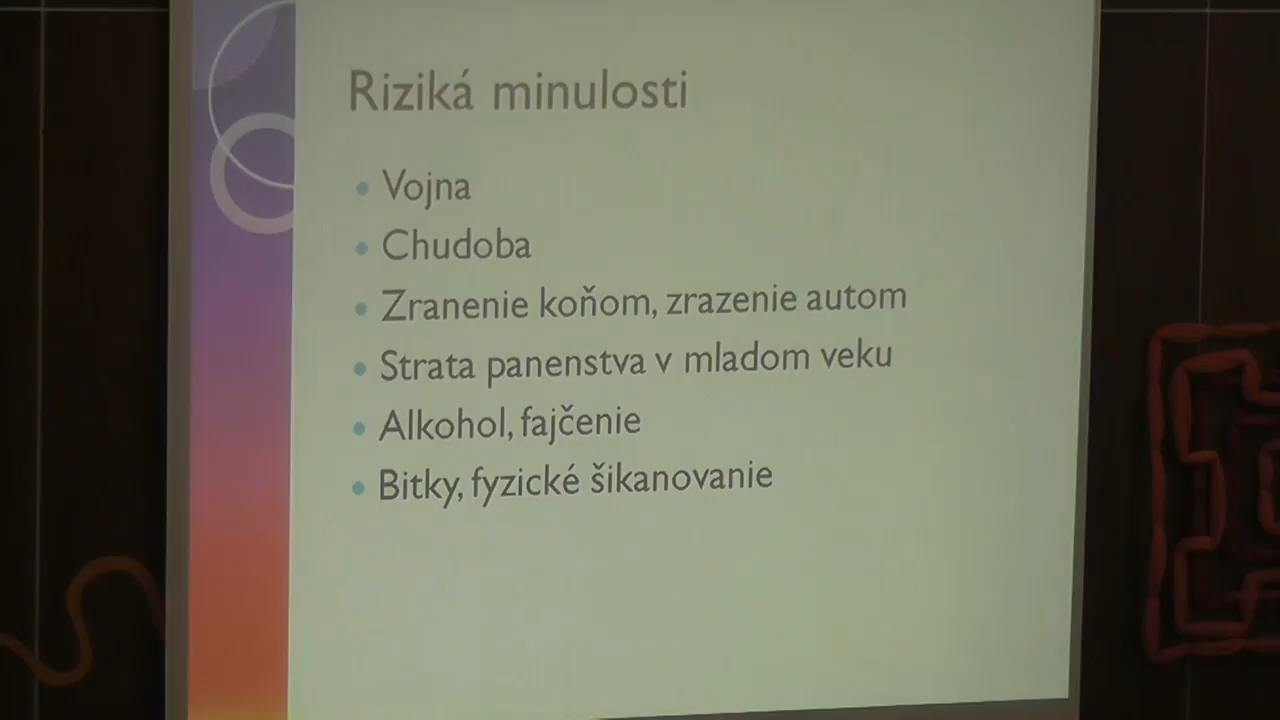 Riziká minulosti
Vojna
Chudoba
Zranenie koňom, zrazenie autom
Strata panenstva v mladom veku
Alkohol, fajčenie
Bitky, fyzické šikanovanie